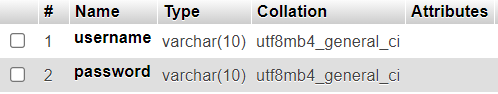 # Name Type Collation Attributes
1 username varchar(10) utf8mb4_general_ci
2 password varchar(10) utf8mb4_general_ci